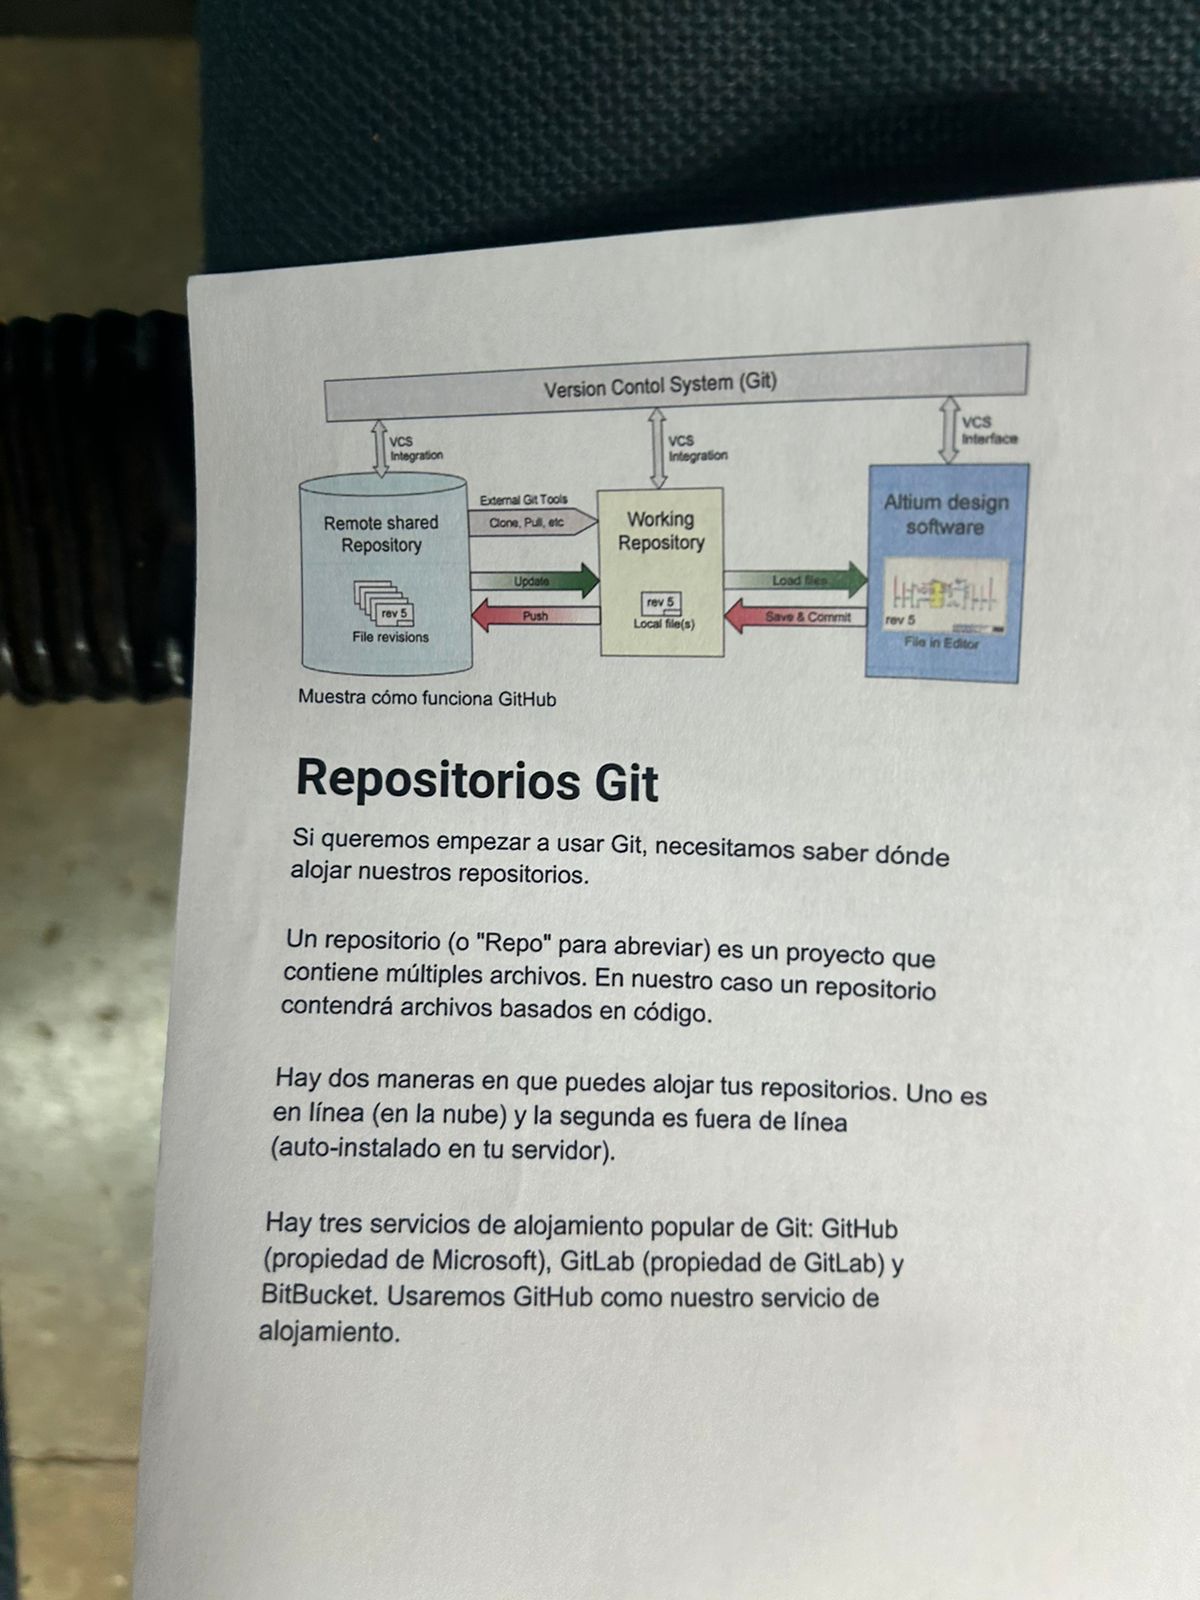 Version Contol System (Git)
VCS
Integration
VCS
Integration
VCS
Interface
Remote shared
Repository
rev 5
File revisions
External Git Tools
Clone, Pull, etc
Update
Push
Working
Repository
rev 5
Local file(s)
Load files
Save & Commit
Altium design
software
rev 5
File in Editor
Muestra cómo funciona GitHub
Repositorios Git
Si queremos empezar a usar Git, necesitamos saber dónde
alojar nuestros repositorios.
Un repositorio (o "Repo" para abreviar) es un proyecto que
contiene múltiples archivos. En nuestro caso un repositorio
contendrá archivos basados en código.
Hay dos maneras en que puedes alojar tus repositorios. Uno es
en línea (en la nube) y la segunda es fuera de línea
(auto-instalado en tu servidor).
Hay tres servicios de alojamiento popular de Git: GitHub
(propiedad de Microsoft), GitLab (propiedad de GitLab) y
BitBucket. Usaremos GitHub como nuestro servicio de
alojamiento.